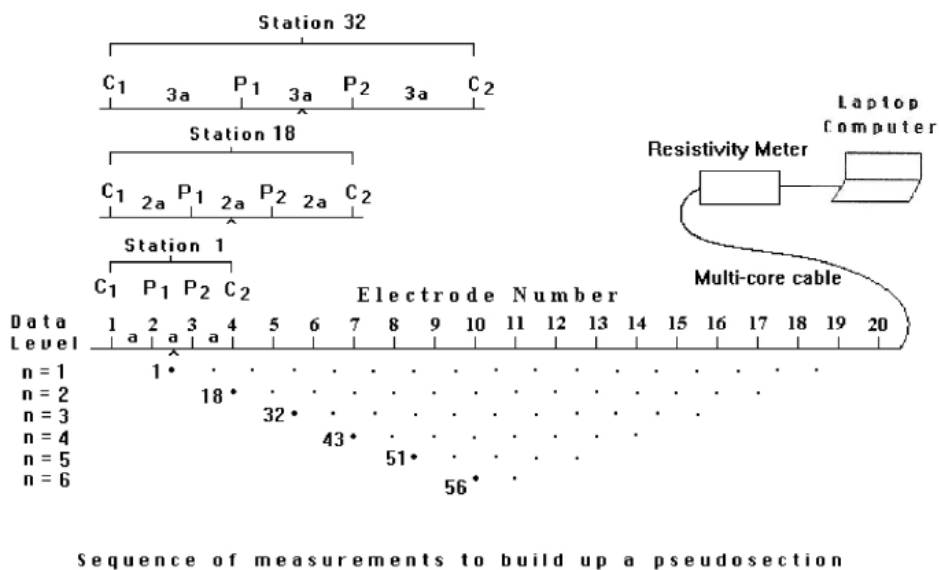 Station 32
C1 3a P1 3a P2 3a C2
Station 18
C1 2a P1 2a P2 2a C2
Station 1
C1 P1 P2 C2
Laptop
Computer
Resistivity Meter
Multi-core cable
Electrode Number
Data
Level
1 2 3 4 5 6 7 8 9 10 11 12 13 14 15 16 17 18 19 20
a a a
n = 1 1
n = 2 18
n = 3 32
n = 4 43
n = 5 51
n = 6 56
Sequence of measurements to build up a pseudosection